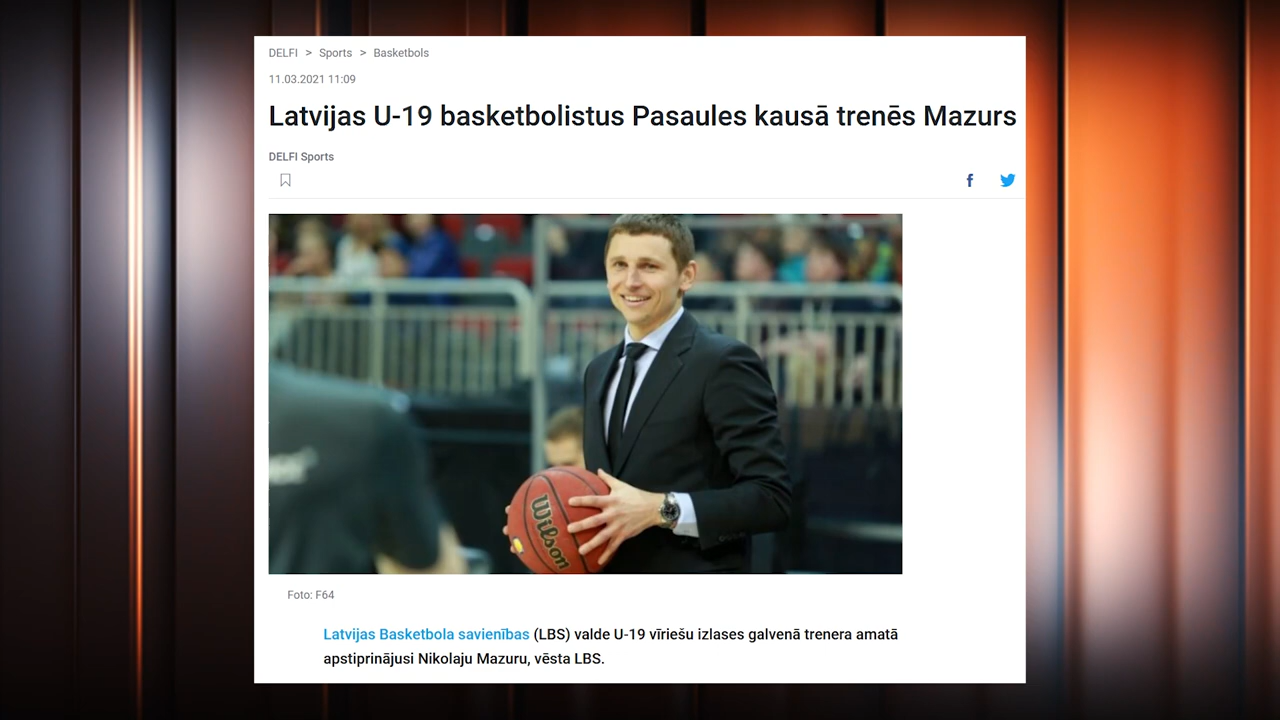 DELFI > Sports > Basketbols
11.03.2021 11:09
Latvijas U-19 basketbolistus Pasaules kausā trenēs Mazurs
DELFI Sports
Wilson
Foto: F64
Latvijas Basketbola savienības (LBS) valde U-19 vīriešu izlases galvenā trenera amatā
apstiprinājusi Nikolaju Mazuru, vēsta LBS.